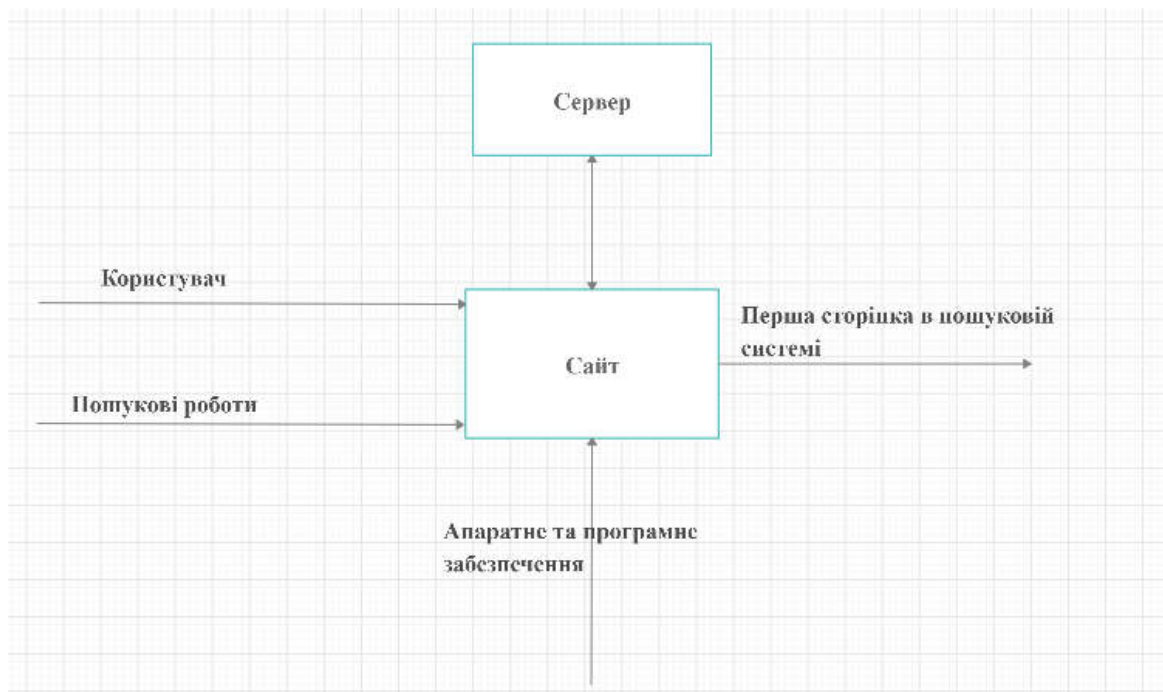 Сервер
Користувач
Перша сторінка в пошуковій
системі
Сайт
Пошукові роботи
Апаратне та програмне
забезпечення